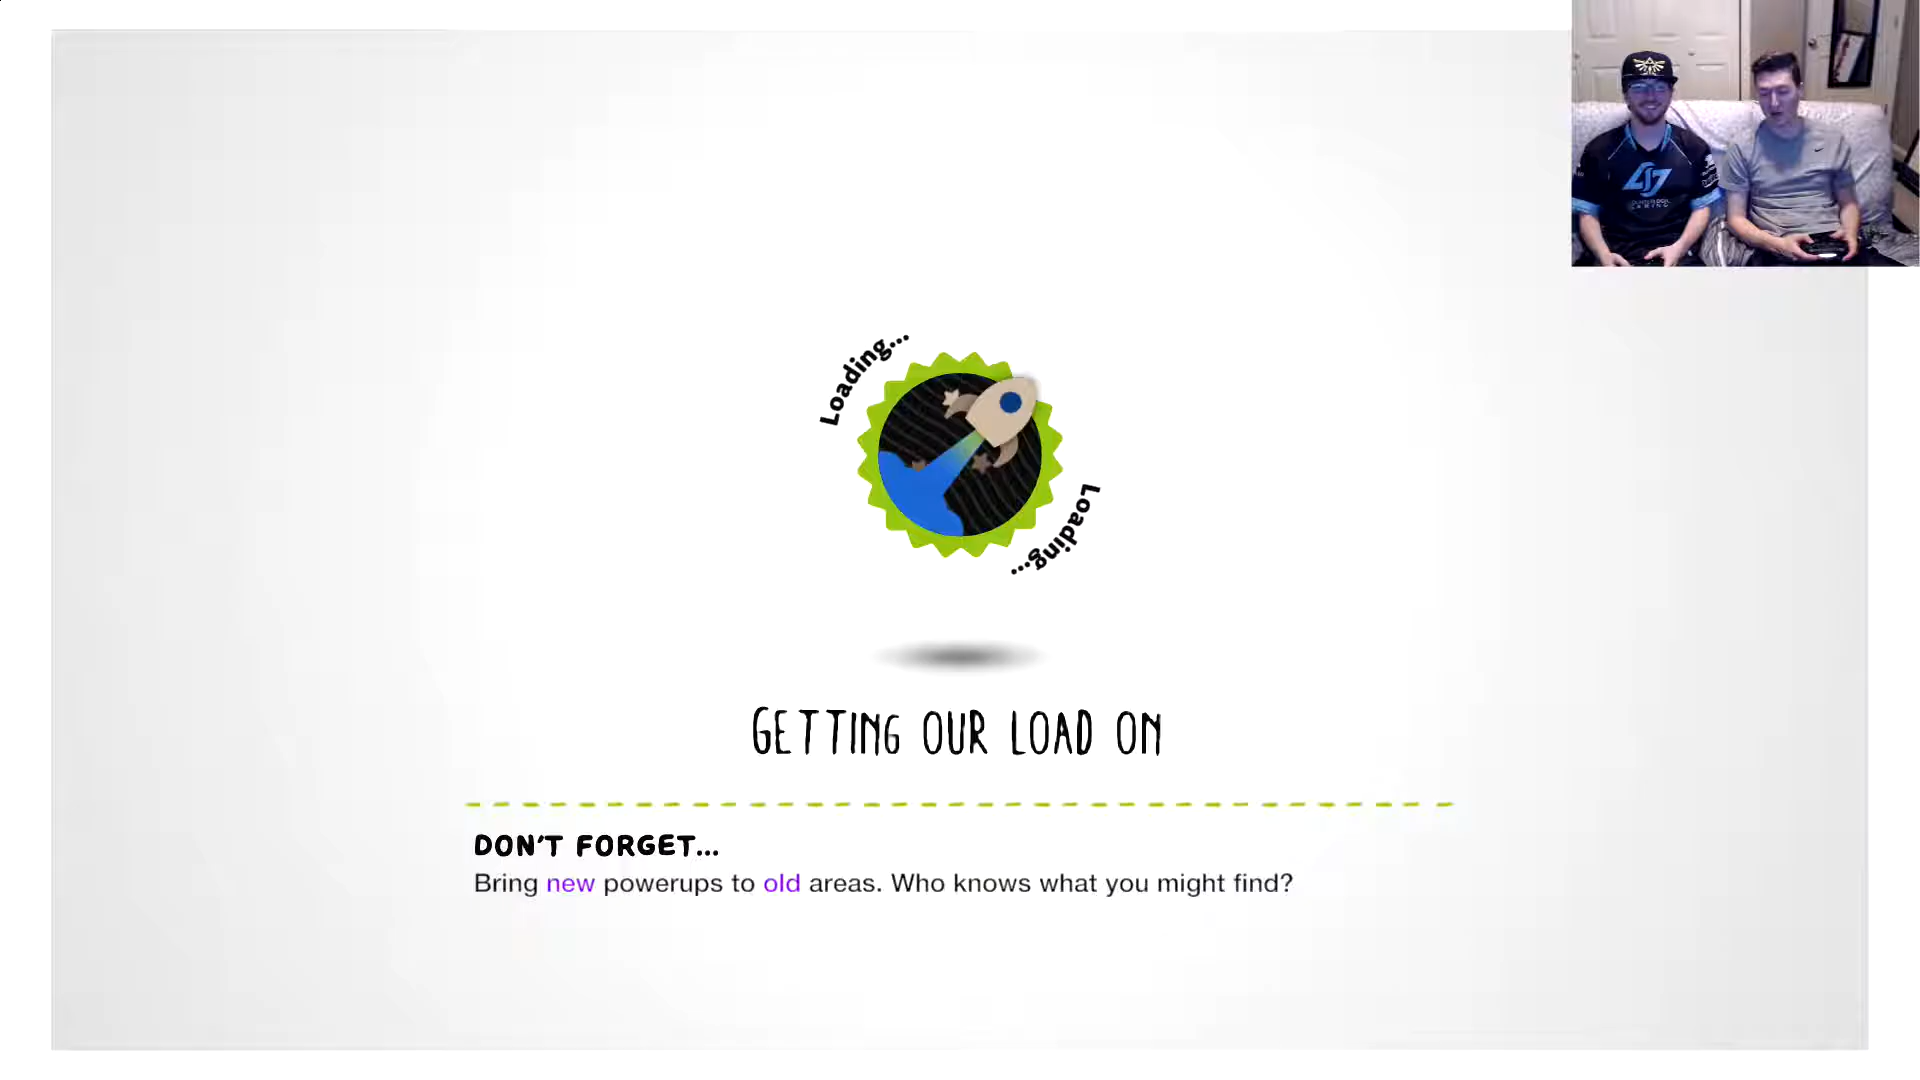 Loading...
Loading...
GETTING OUR LOAD ON
DON'T FORGET...
Bring new powerups to old areas. Who knows what you might find?